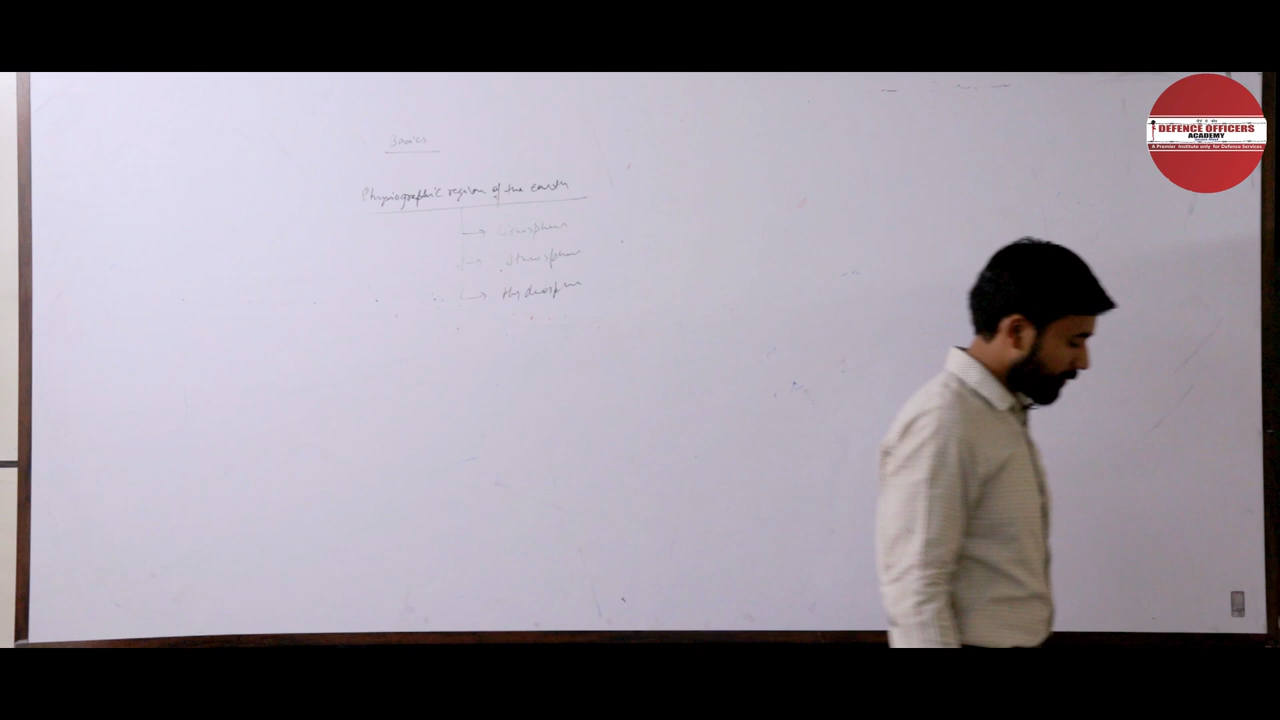 Basics
Physiographic region of the earth
→ Lithosphere
→ Atmosphere
→ Hydrosphere
DEFENCE OFFICERS
ACADEMY
A Premier Institute only for Defence Services